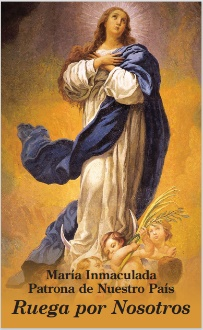 María Inmaculada
Patrona de Nuestro País
Ruega por Nosotros